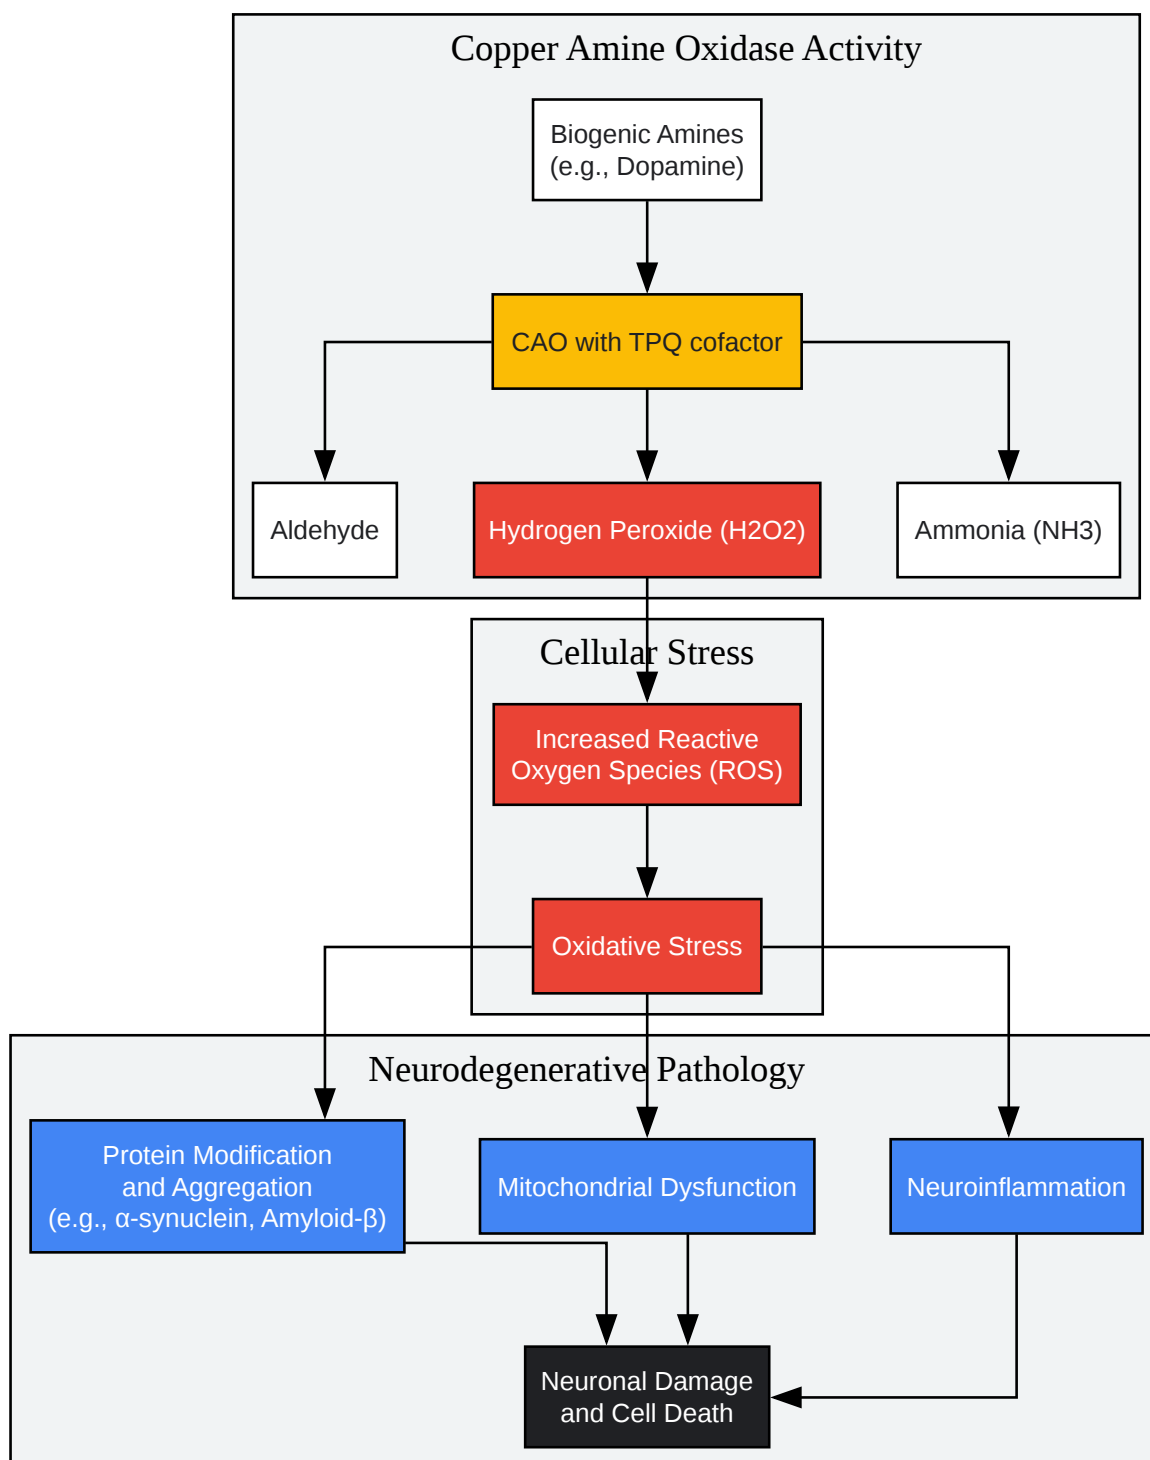 Copper Amine Oxidase Activity
Biogenic Amines
(e.g., Dopamine)
CAO with TPQ cofactor
Aldehyde
Hydrogen Peroxide (H2O2)
Ammonia (NH3)
Cellular Stress
Increased Reactive
Oxygen Species (ROS)
Oxidative Stress
Neurodegenerative Pathology
Protein Modification
and Aggregation
(e.g., α-synuclein, Amyloid-β)
Mitochondrial Dysfunction
Neuroinflammation
Neuronal Damage
and Cell Death